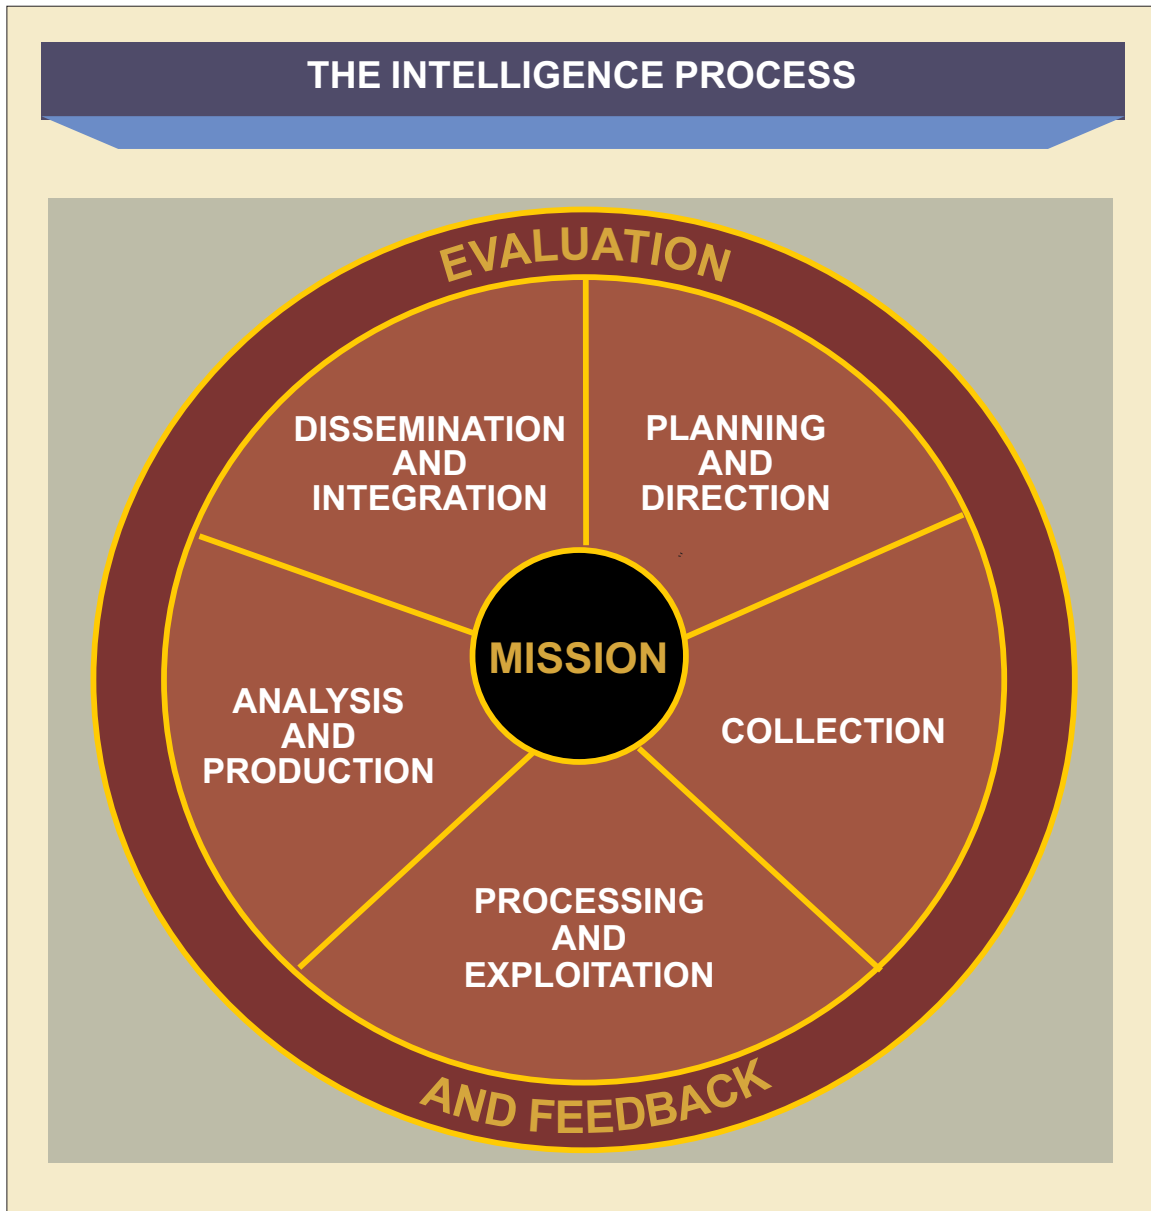 THE INTELLIGENCE PROCESS
EVALUATION
DISSEMINATION
AND
INTEGRATION
PLANNING
AND
DIRECTION
MISSION
ANALYSIS
AND
PRODUCTION
COLLECTION
PROCESSING
AND
EXPLOITATION
AND FEEDBACK